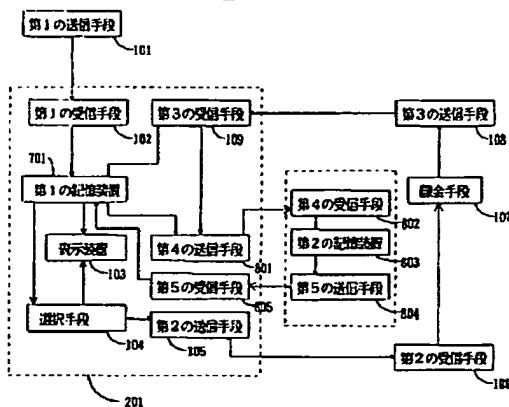 第1の送信手段
101
第1の受信手段
102
第3の受信手段
109
第3の送信手段
108
701
第1の記憶装置
課金手段
107
第4の受信手段
602
表示装置
103
第4の送信手段
601
第2の記憶装置
603
第5の受信手段
605
第5の送信手段
604
選択手段
104
第2の送信手段
105
第2の受信手段
106
201